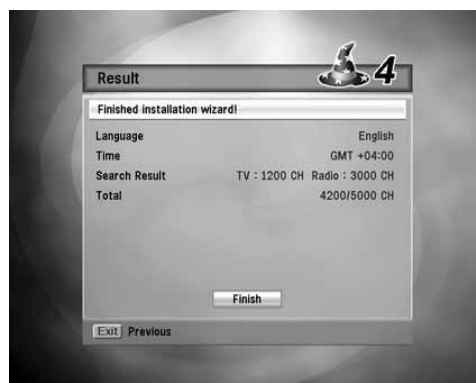 Result 4
Finished installation wizard!
Language English
Time GMT +04:00
Search Result TV : 1200 CH Radio : 3000 CH
Total 4200/5000 CH
Finish
Exit Previous